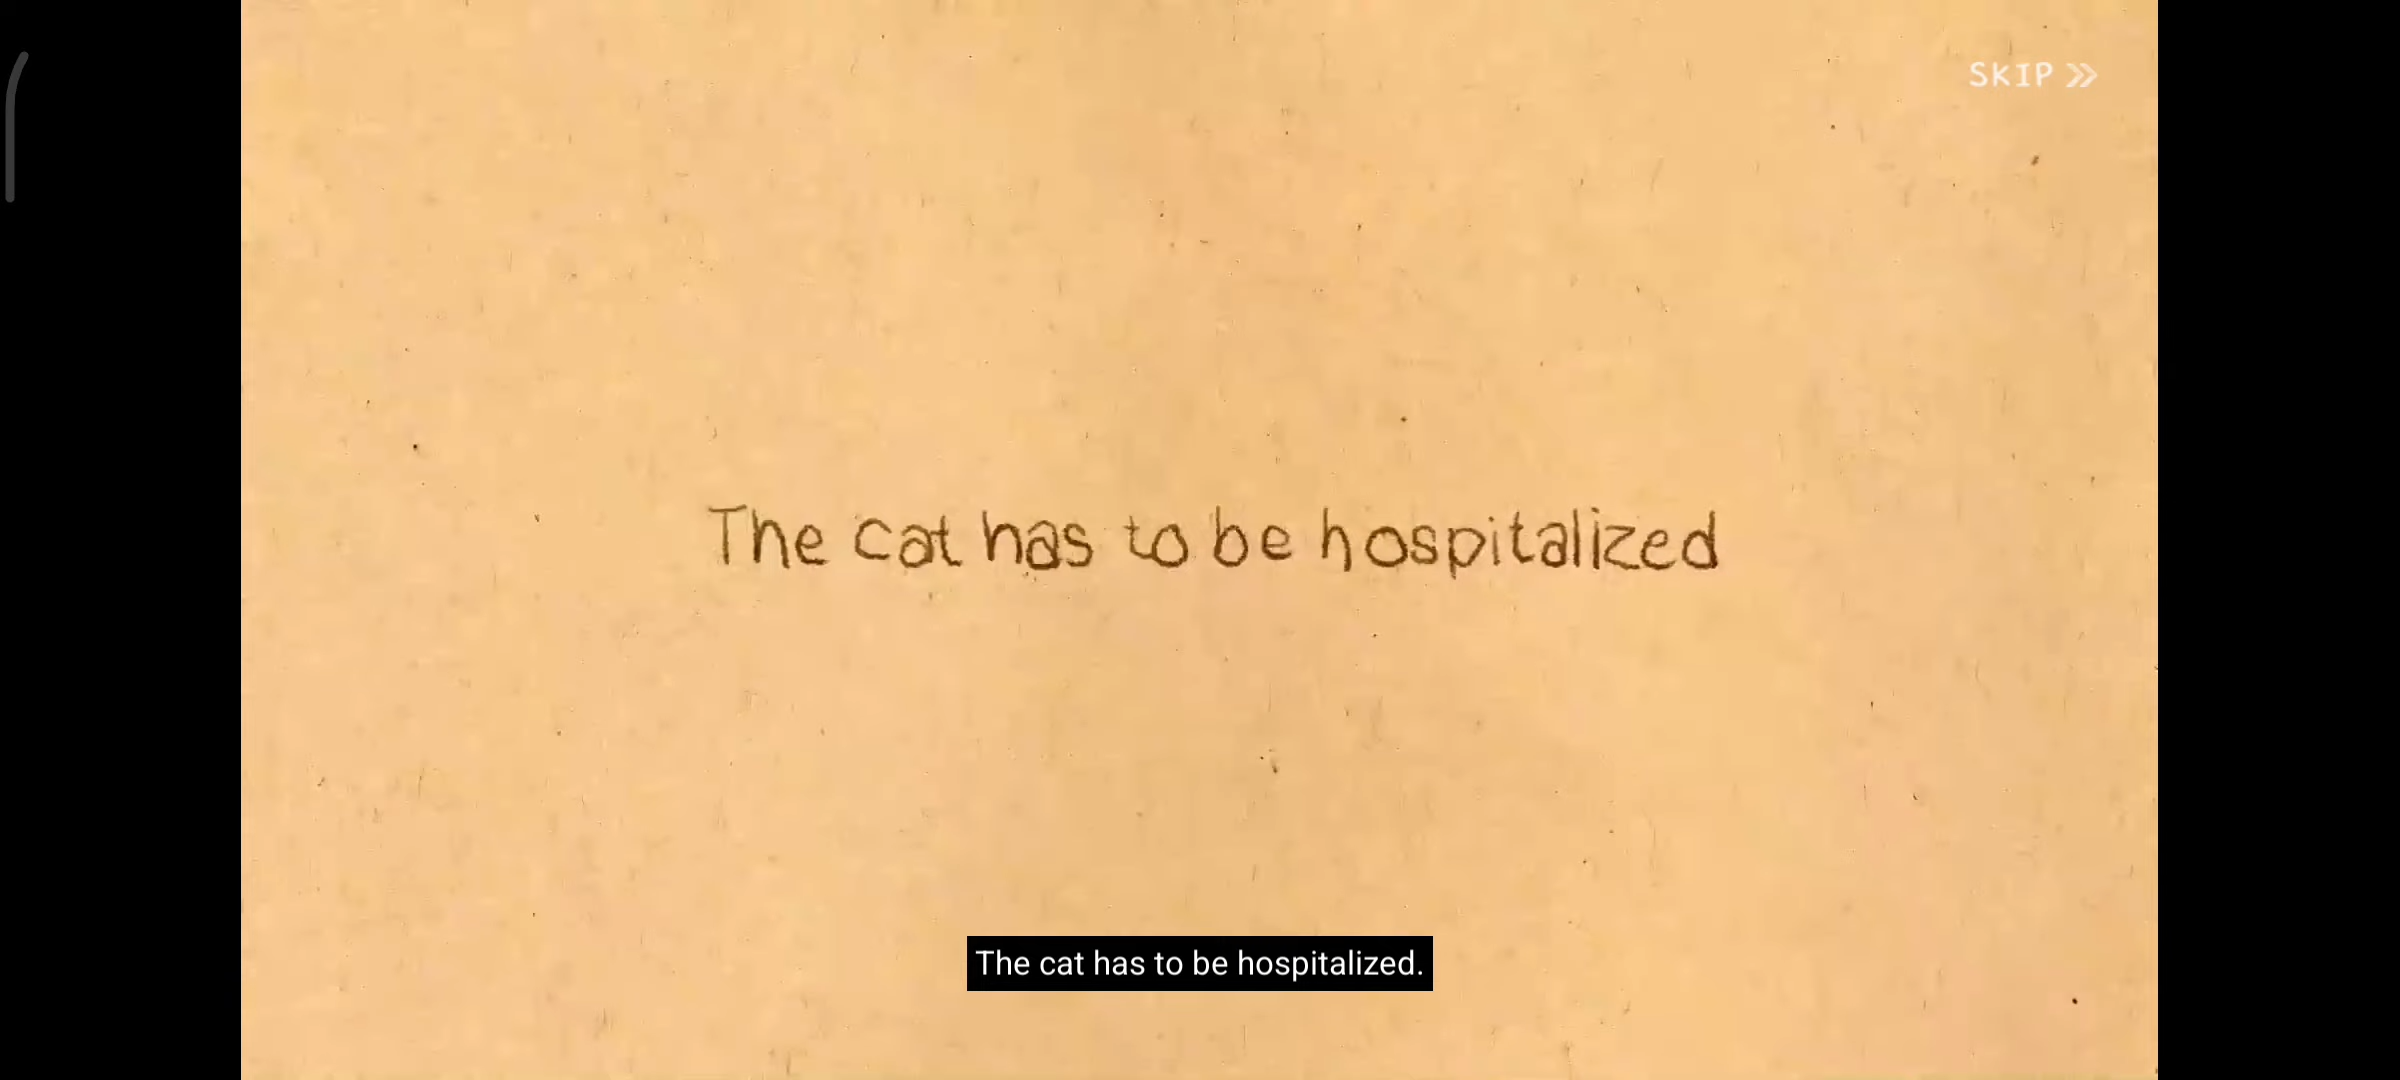 SKIP >>
The cat has to be hospitalized
The cat has to be hospitalized.